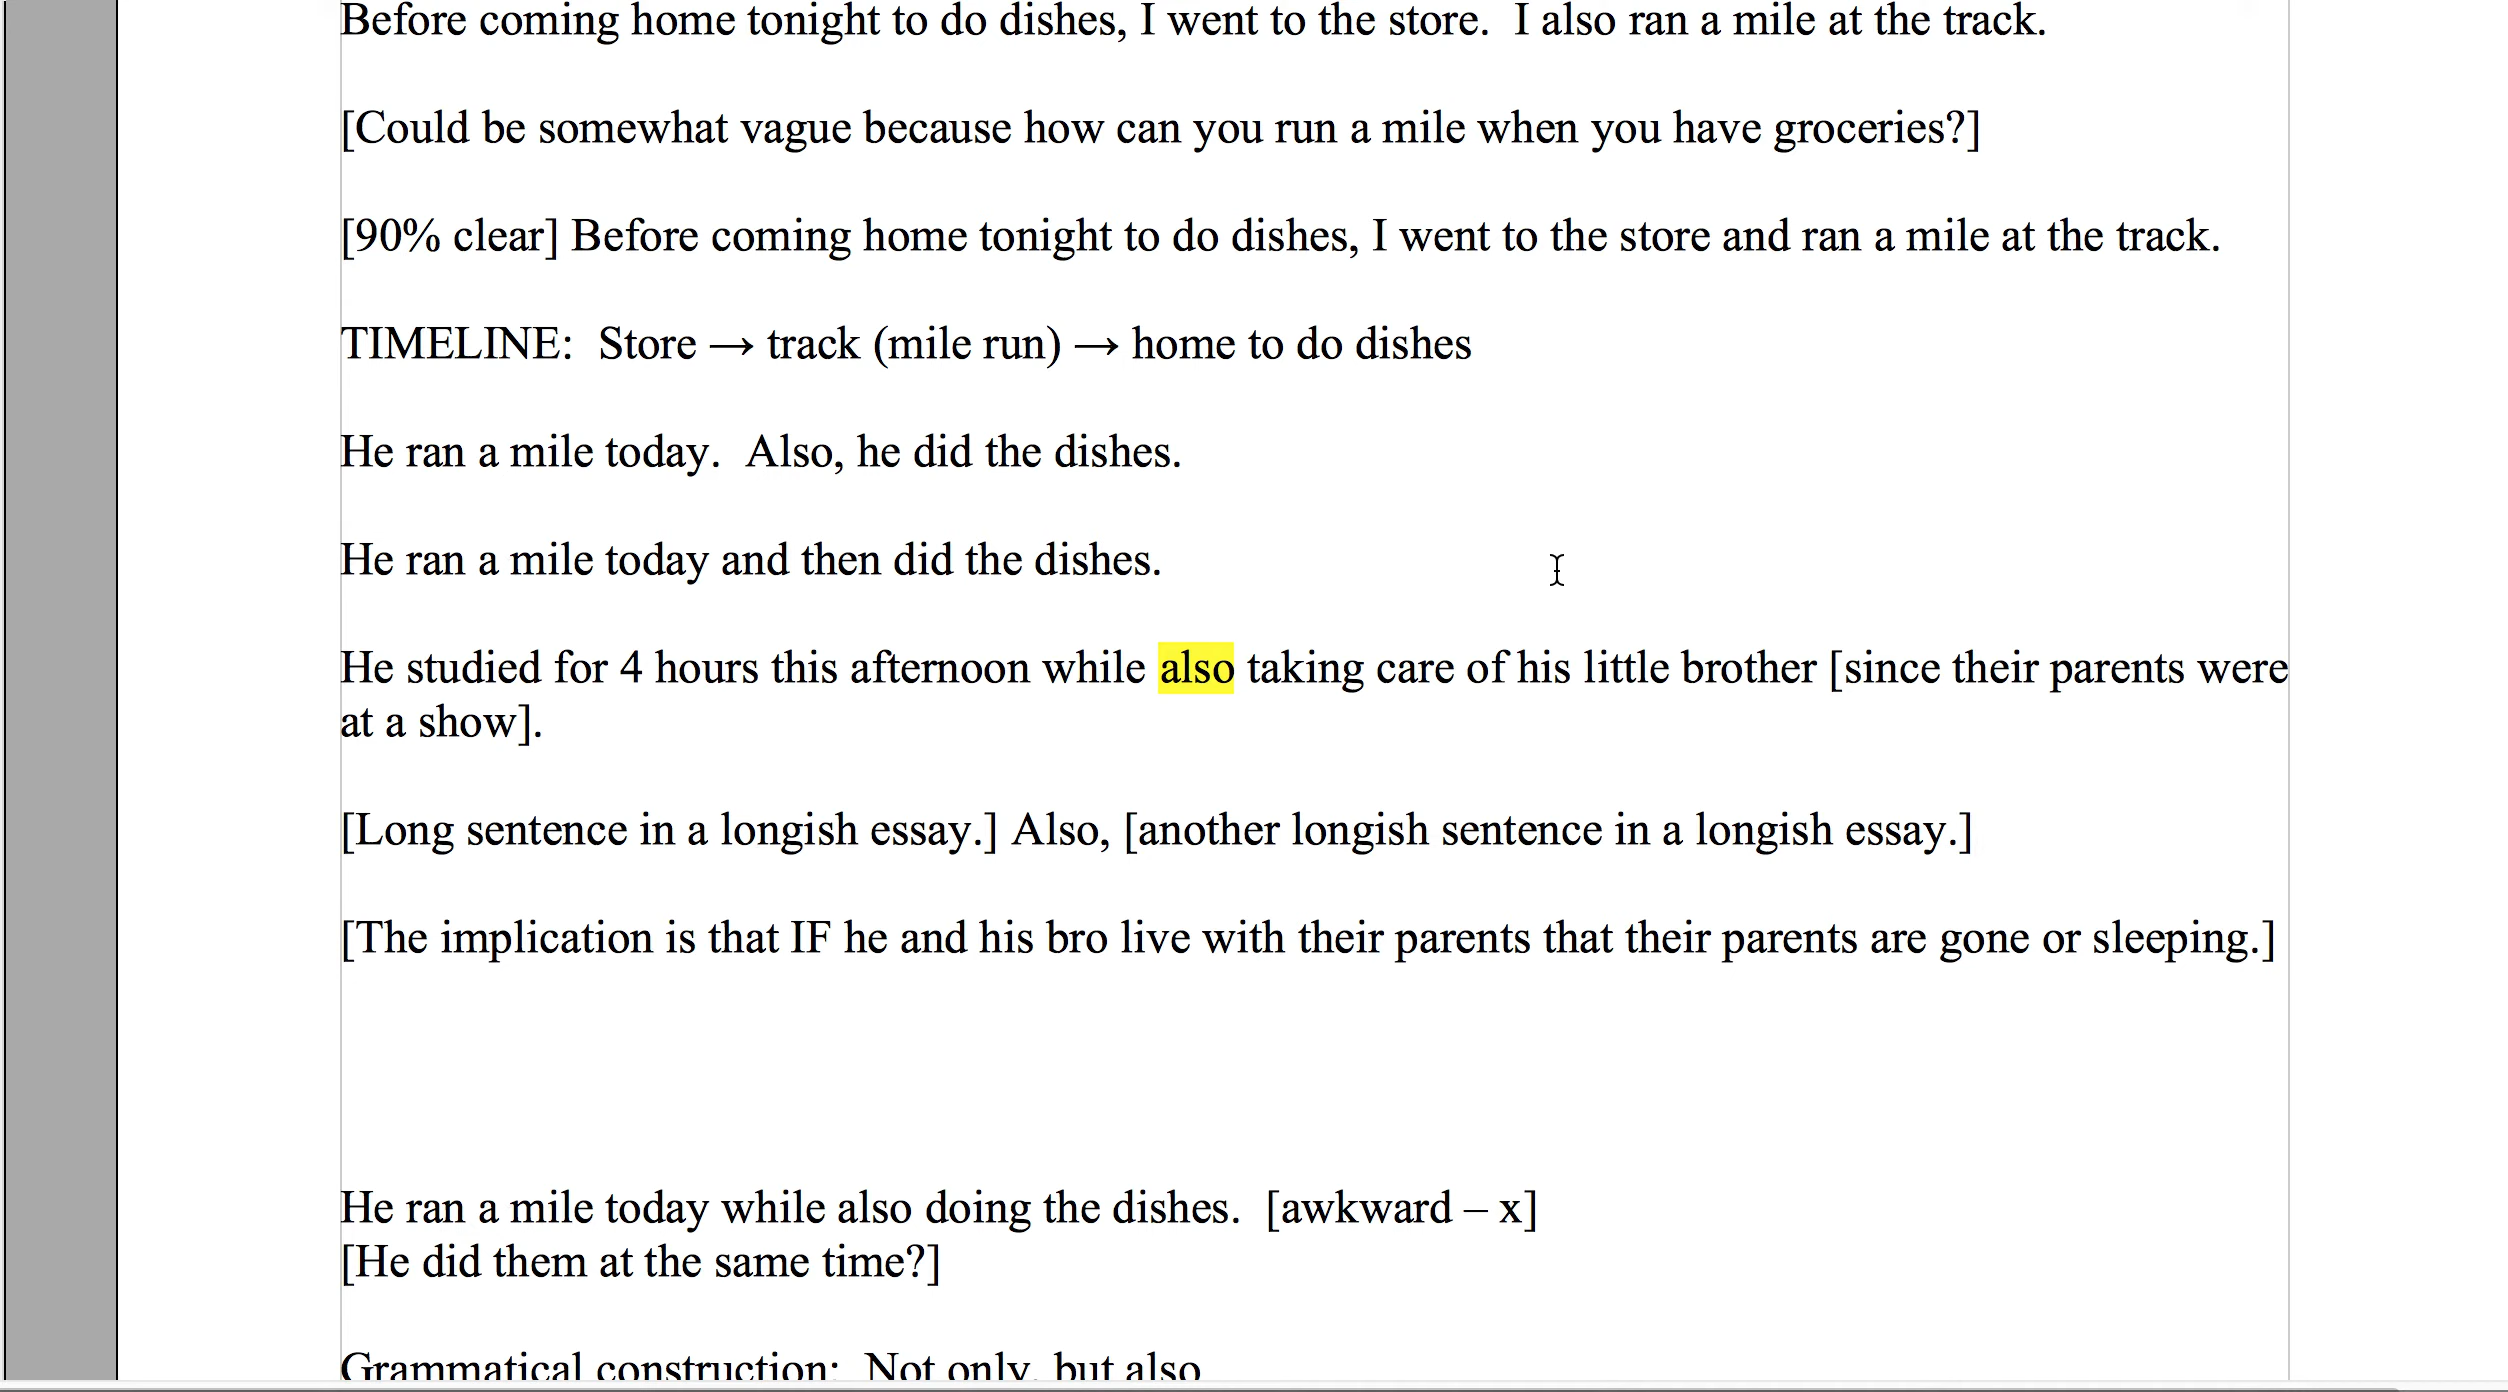 Before coming home tonight to do dishes, I went to the store.  I also ran a mile at the track.
[Could be somewhat vague because how can you run a mile when you have groceries?]
[90% clear] Before coming home tonight to do dishes, I went to the store and ran a mile at the track.
TIMELINE:  Store → track (mile run) → home to do dishes
He ran a mile today.  Also, he did the dishes.
He ran a mile today and then did the dishes.
He studied for 4 hours this afternoon while also taking care of his little brother [since their parents were
at a show].
[Long sentence in a longish essay.] Also, [another longish sentence in a longish essay.]
[The implication is that IF he and his bro live with their parents that their parents are gone or sleeping.]
He ran a mile today while also doing the dishes.  [awkward – x]
[He did them at the same time?]
Grammatical construction:  Not only, but also